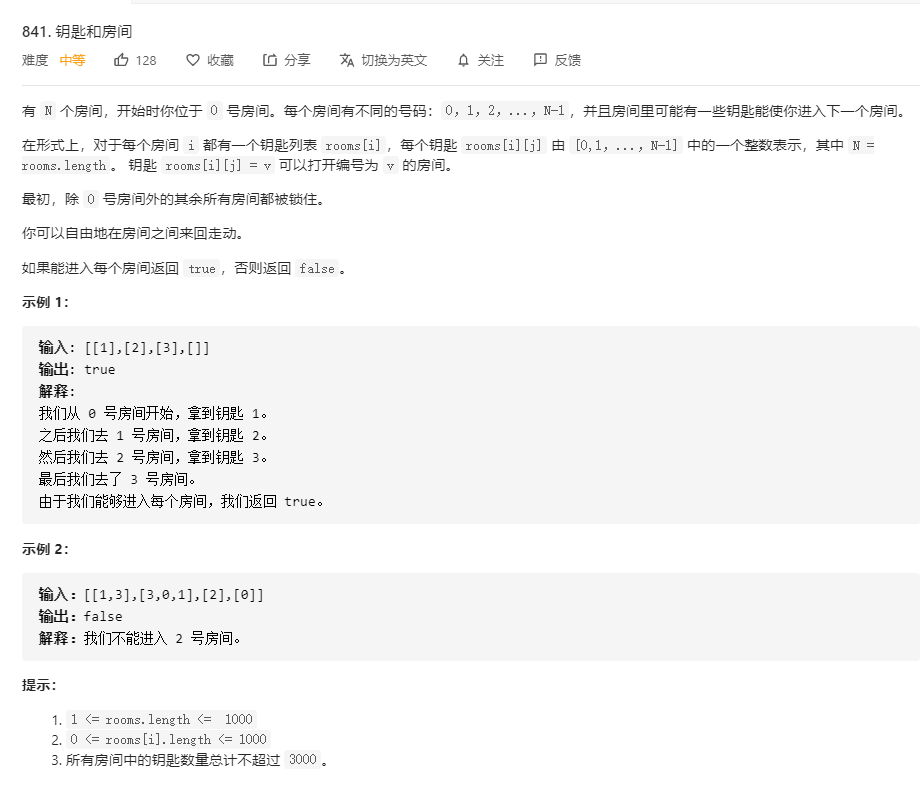 841. 钥匙和房间
难度 中等 128 收藏 分享 切换为英文 关注 反馈
有 N 个房间，开始时你位于 0 号房间。每个房间有不同的号码：0，1，2，...，N-1，并且房间里可能有一些钥匙能使你进入下一个房间。
在形式上，对于每个房间 i 都有一个钥匙列表 rooms[i]，每个钥匙 rooms[i][j] 由 [0,1，...，N-1] 中的一个整数表示，其中 N =
rooms.length。 钥匙 rooms[i][j] = v 可以打开编号为 v 的房间。
最初，除 0 号房间外的其余所有房间都被锁住。
你可以自由地在房间之间来回走动。
如果能进入每个房间返回 true，否则返回 false。
示例 1：
输入: [[1],[2],[3],[]]
输出: true
解释:
我们从 0 号房间开始，拿到钥匙 1。
之后我们去 1 号房间，拿到钥匙 2。
然后我们去 2 号房间，拿到钥匙 3。
最后我们去了 3 号房间。
由于我们能够进入每个房间，我们返回 true。
示例 2：
输入：[[1,3],[3,0,1],[2],[0]]
输出：false
解释：我们不能进入 2 号房间。
提示：
1. 1 <= rooms.length <= 1000
2. 0 <= rooms[i].length <= 1000
3. 所有房间中的钥匙数量总计不超过 3000。